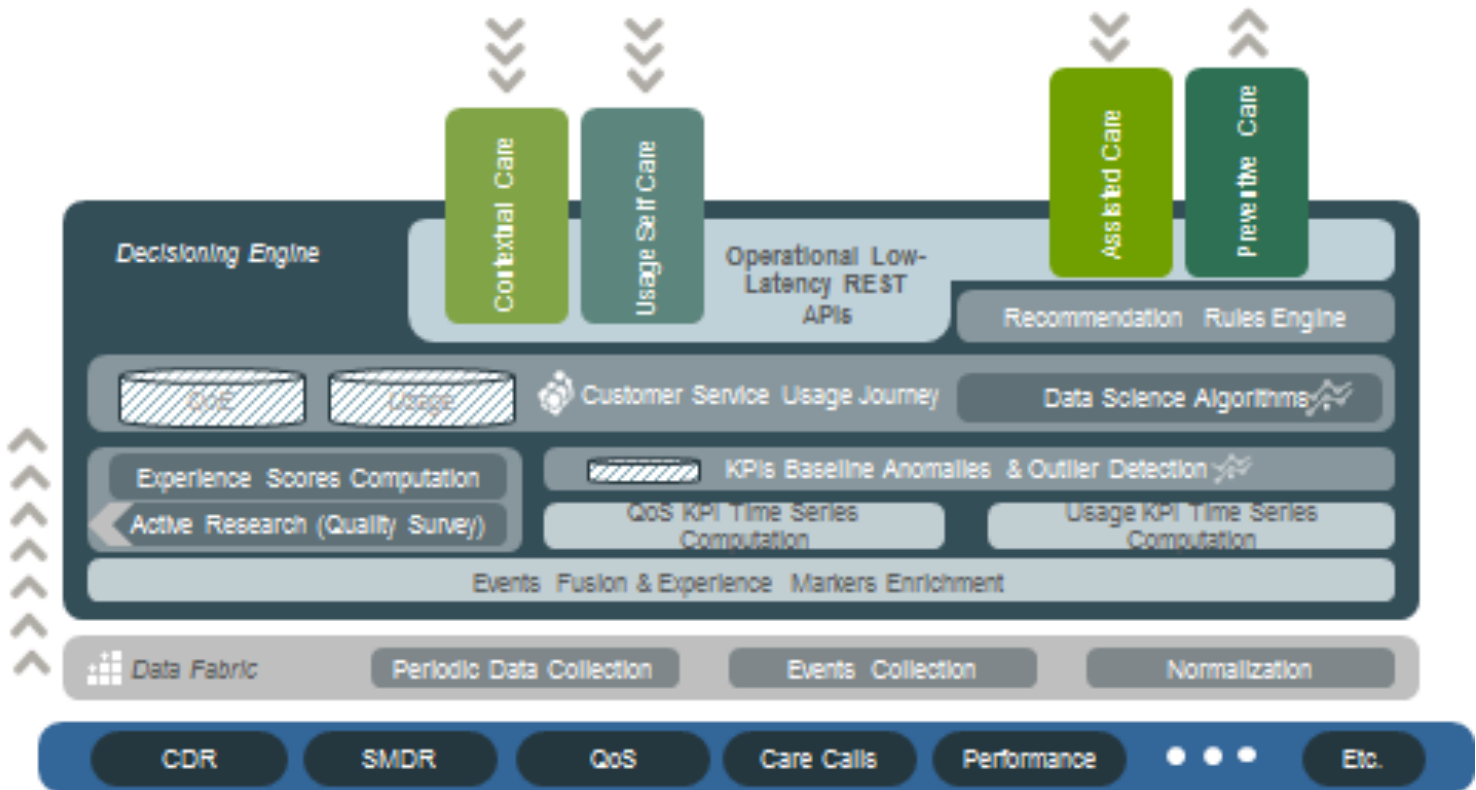 Contextual Care
Usage Self Care
Assisted Care
Preventive Care
Decisioning Engine
Operational Low-
Latency REST
APIs
Recommendation Rules Engine
QoE
Usage
Customer Service Usage Journey
Data Science Algorithms
Experience Scores Computation
KPIs Baseline Anomalies & Outlier Detection
Active Research (Quality Survey)
QoS KPI Time Series
Computation
Usage KPI Time Series
Computation
Events Fusion & Experience Markers Enrichment
Data Fabric
Periodic Data Collection
Events Collection
Normalization
CDR
SMDR
QoS
Care Calls
Performance
Etc.